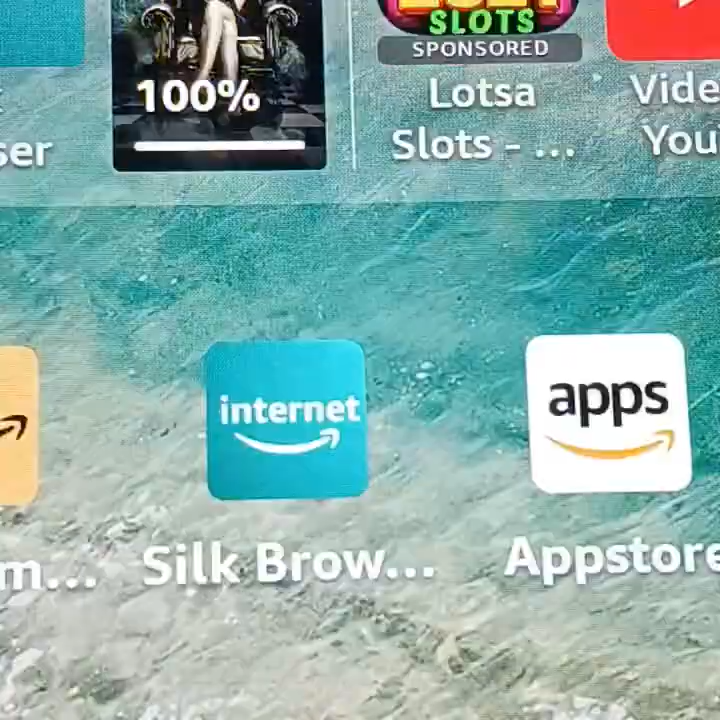 SLOTS
SPONSORED
100%
Lotsa
Slots - ...
Vide
You
ser
internet
apps
m...
Silk Brow...
Appstore